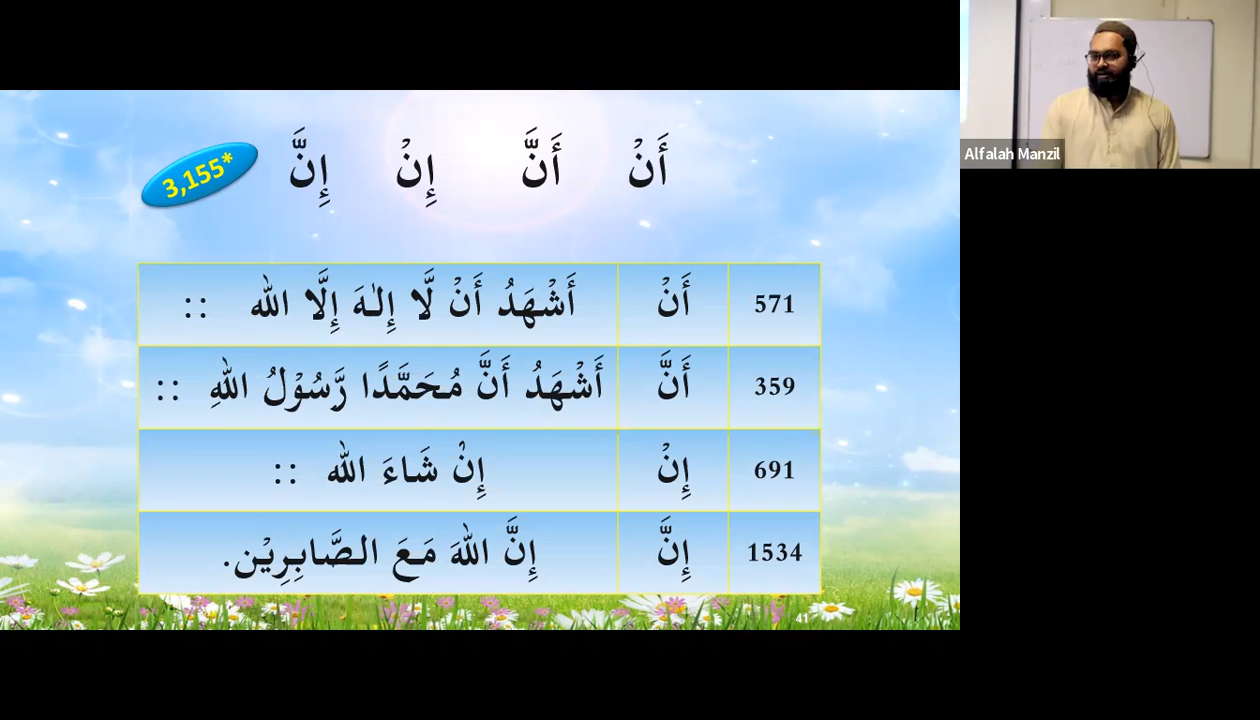 أَنْ أَنَّ إِنْ إِنَّ 3,155*
571 أَنْ أَشْهَدُ أَنْ لَّا إِلٰهَ إِلَّا الله ::
359 أَنَّ أَشْهَدُ أَنَّ مُحَمَّدًا رَّسُوْلُ اللهِ ::
691 إِنْ إِنْ شَاءَ الله ::
1534 إِنَّ إِنَّ اللهَ مَعَ الصَّابِرِيْن.
41
Alfalah Manzil